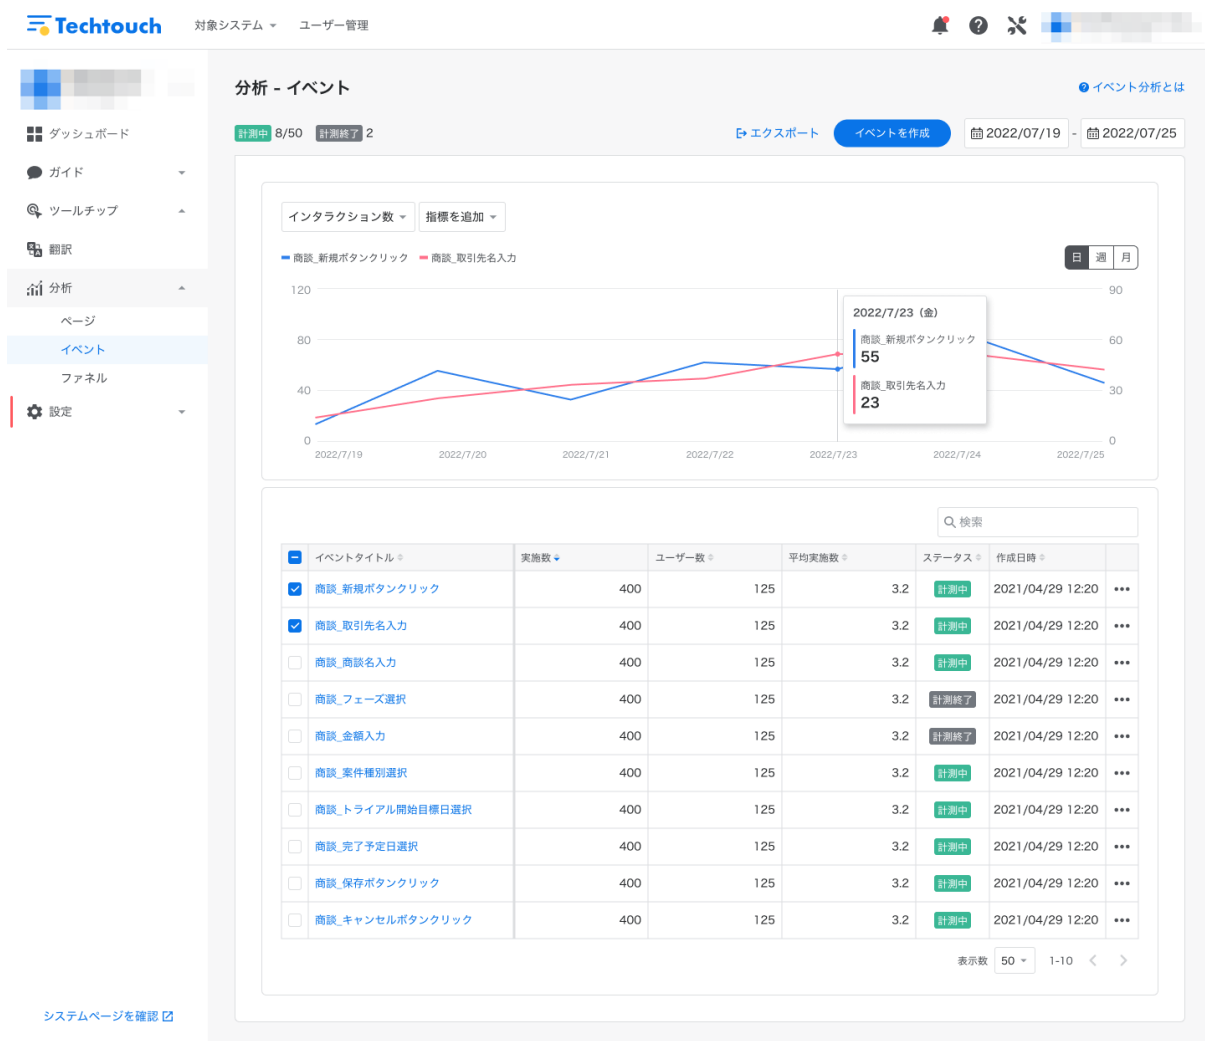 Techtouch 対象システム ユーザー管理
分析 - イベント
イベント分析とは
計測中 8/50 計測終了 2
エクスポート イベントを作成 2022/07/19 - 2022/07/25
ダッシュボード
ガイド
ツールチップ
翻訳
分析
ページ
イベント
ファネル
設定
システムページを確認
インタラクション数 指標を追加
商談_新規ボタンクリック 商談_取引先名入力
日 週 月
120 90
80 60
40 30
0 0
2022/7/23（金）
商談_新規ボタンクリック
55
商談_取引先名入力
23
2022/7/19 2022/7/20 2022/7/21 2022/7/22 2022/7/23 2022/7/24 2022/7/25
検索
イベントタイトル 実施数 ユーザー数 平均実施数 ステータス 作成日時
商談_新規ボタンクリック 400 125 3.2 計測中 2021/04/29 12:20
商談_取引先名入力 400 125 3.2 計測中 2021/04/29 12:20
商談_商談名入力 400 125 3.2 計測中 2021/04/29 12:20
商談_フェーズ選択 400 125 3.2 計測終了 2021/04/29 12:20
商談_金額入力 400 125 3.2 計測終了 2021/04/29 12:20
商談_案件種別選択 400 125 3.2 計測中 2021/04/29 12:20
商談_トライアル開始目標日選択 400 125 3.2 計測中 2021/04/29 12:20
商談_完了予定日選択 400 125 3.2 計測中 2021/04/29 12:20
商談_保存ボタンクリック 400 125 3.2 計測中 2021/04/29 12:20
商談_キャンセルボタンクリック 400 125 3.2 計測中 2021/04/29 12:20
表示数 50 1-10